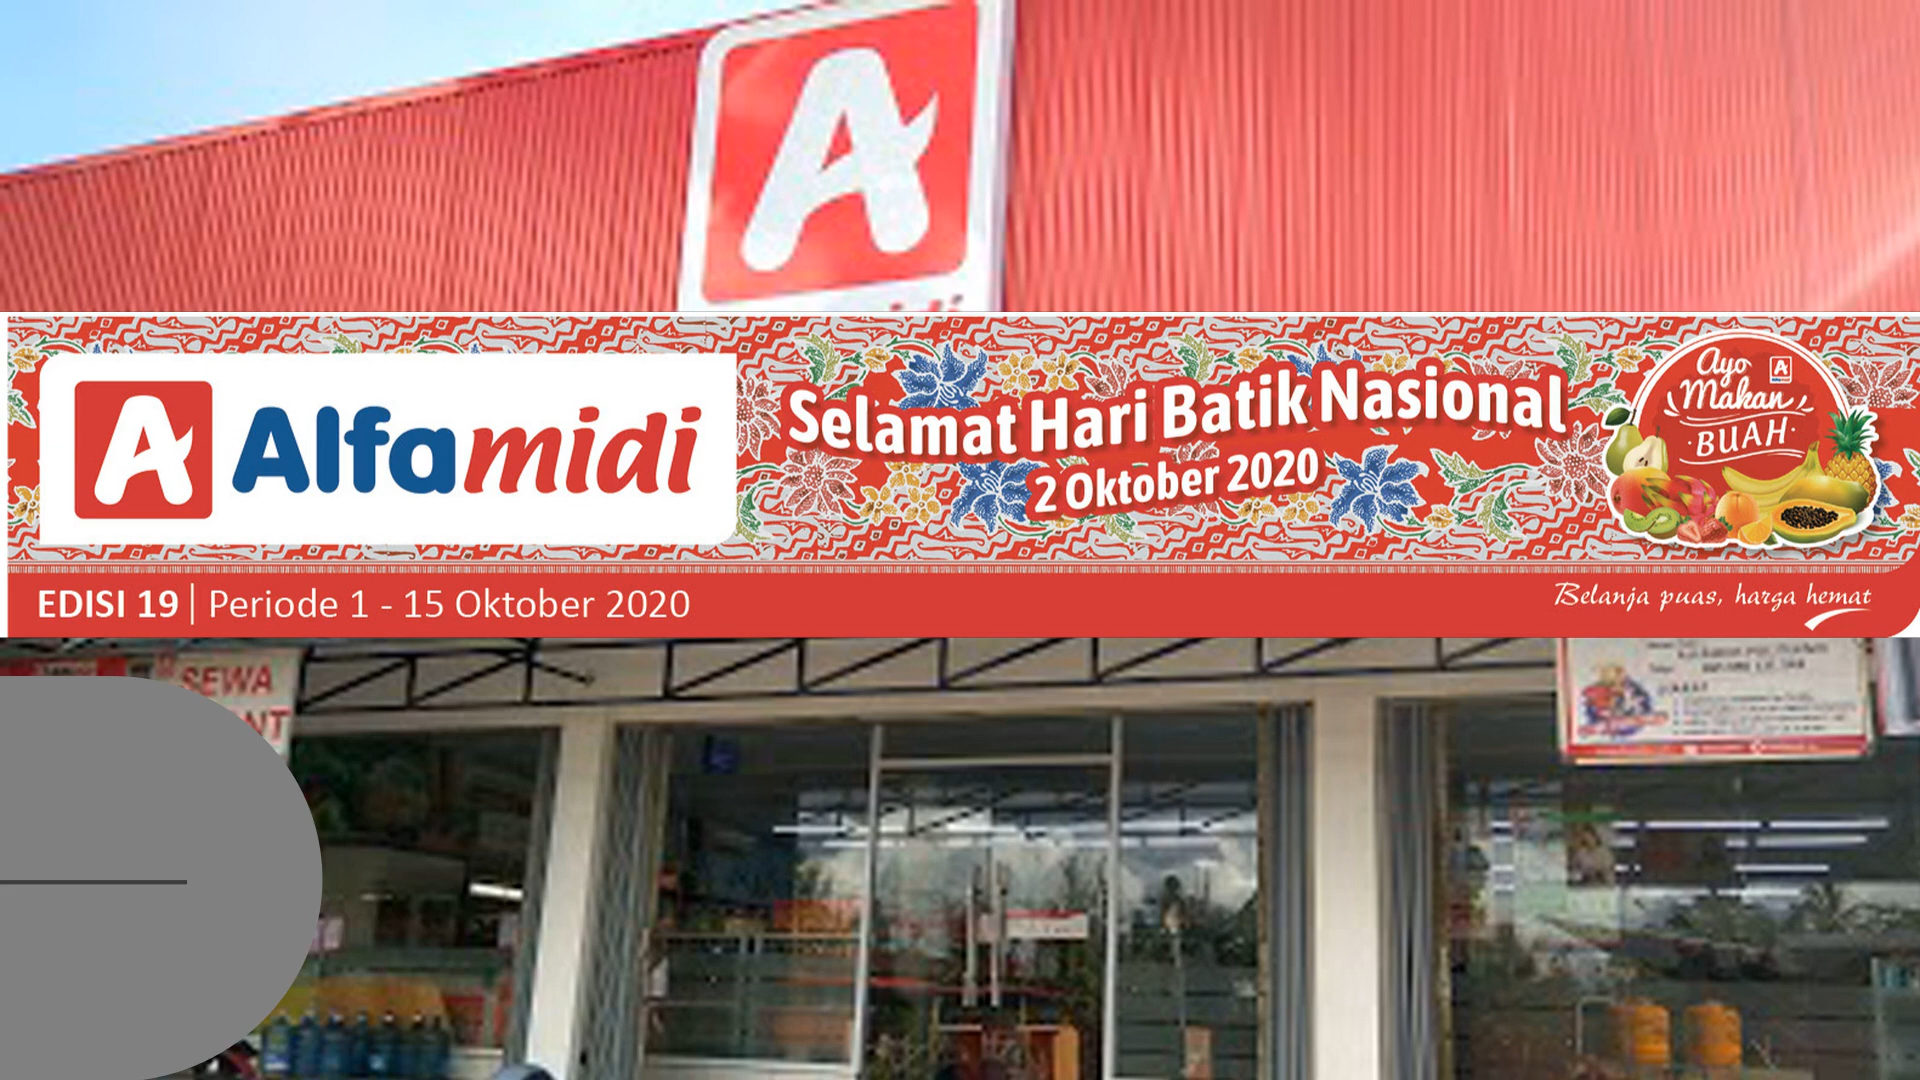 A
A Alfamidi
Selamat Hari Batik Nasional
2 Oktober 2020
Ayo
Makan
BUAH
EDISI 19 | Periode 1 - 15 Oktober 2020
Belanja puas, harga hemat
SEWA